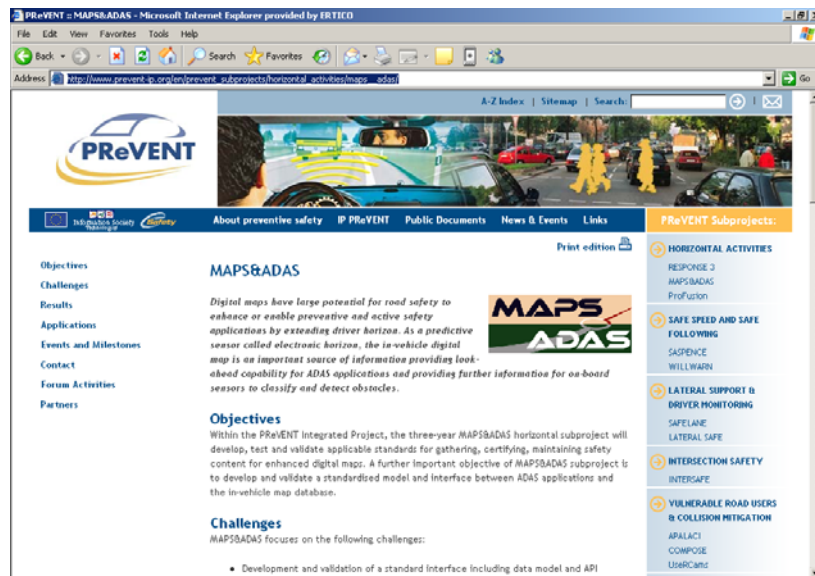 PReVENT :: MAPS&ADAS - Microsoft Internet Explorer provided by ERTICO
File Edit View Favorites Tools Help
Back Search Favorites
Address http://www.prevent-ip.org/en/prevent_subprojects/horizontal_activities/maps__adas/ Go
A-Z Index | Sitemap | Search:
PReVENT
Information Society
Technologies
eSafety
About preventive safety IP PReVENT Public Documents News & Events Links
PReVENT Subprojects:
Print edition
Objectives
Challenges
Results
Applications
Events and Milestones
Contact
Forum Activities
Partners
MAPS&ADAS
Digital maps have large potential for road safety to
enhance or enable preventive and active safety
applications by extending driver horizon. As a predictive
sensor called electronic horizon, the in-vehicle digital
map is an important source of information providing look-
ahead capability for ADAS applications and providing further information for on-board
sensors to classify and detect obstacles.
MAPS
ADAS
Objectives
Within the PReVENT Integrated Project, the three-year MAPS&ADAS horizontal subproject will
develop, test and validate applicable standards for gathering, certifying, maintaining safety
content for enhanced digital maps. A further important objective of MAPS&ADAS subproject is
to develop and validate a standardised model and interface between ADAS applications and
the in-vehicle map database.
Challenges
MAPS&ADAS focuses on the following challenges:
• Development and validation of a standard interface including data model and API
HORIZONTAL ACTIVITIES
RESPONSE 3
MAPS&ADAS
ProFusion
SAFE SPEED AND SAFE
FOLLOWING
SASPENCE
WILLWARN
LATERAL SUPPORT &
DRIVER MONITORING
SAFELANE
LATERAL SAFE
INTERSECTION SAFETY
INTERSAFE
VULNERABLE ROAD USERS
& COLLISION MITIGATION
APALACI
COMPOSE
UseRCams